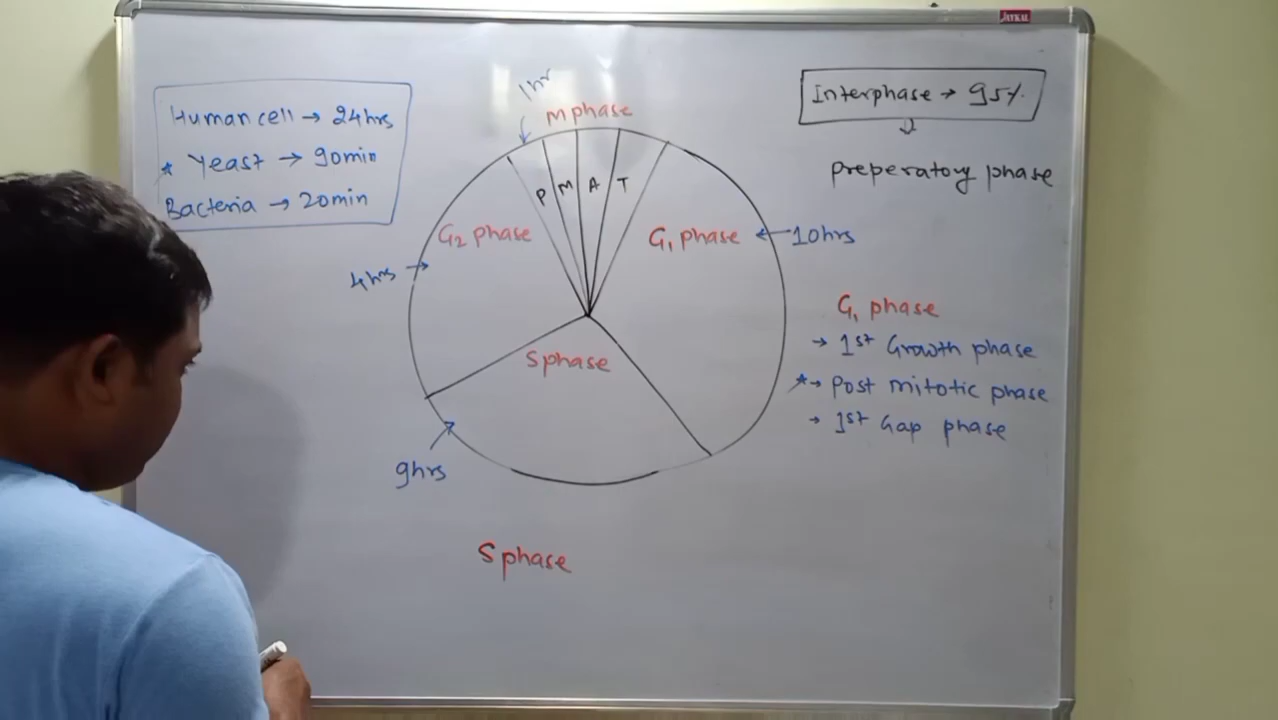 JAYKAL
Human cell → 24hrs
* Yeast → 90min
Bacteria → 20min
1hr
M phase
P M A T
G₂ phase
4hrs →
G₁ phase
← 10hrs
S phase
9hrs
Interphase → 95%
↓
preperatory phase
G₁ phase
→ 1st Growth phase
*→ Post mitotic phase
→ 1st Gap phase
S phase